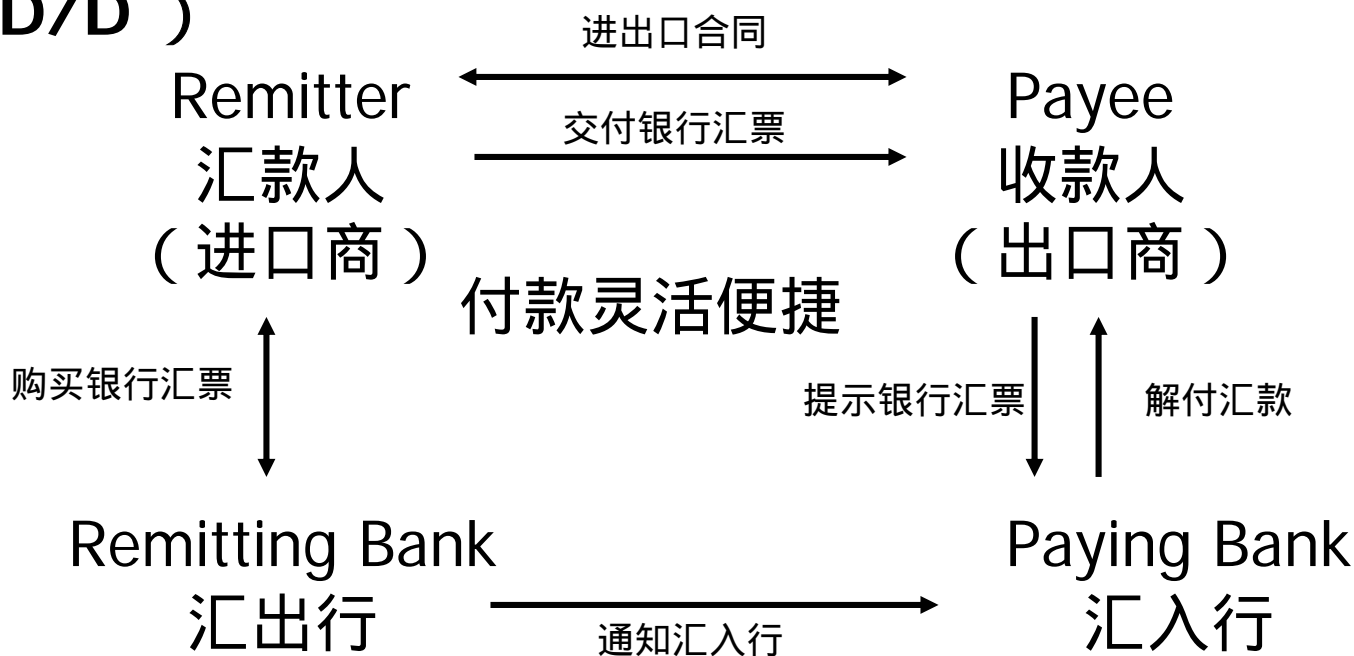 D/D ）
进出口合同
Remitter
汇款人
（进口商）
交付银行汇票
Payee
收款人
（出口商）
付款灵活便捷
购买银行汇票
提示银行汇票
解付汇款
Remitting Bank
汇出行
通知汇入行
Paying Bank
汇入行